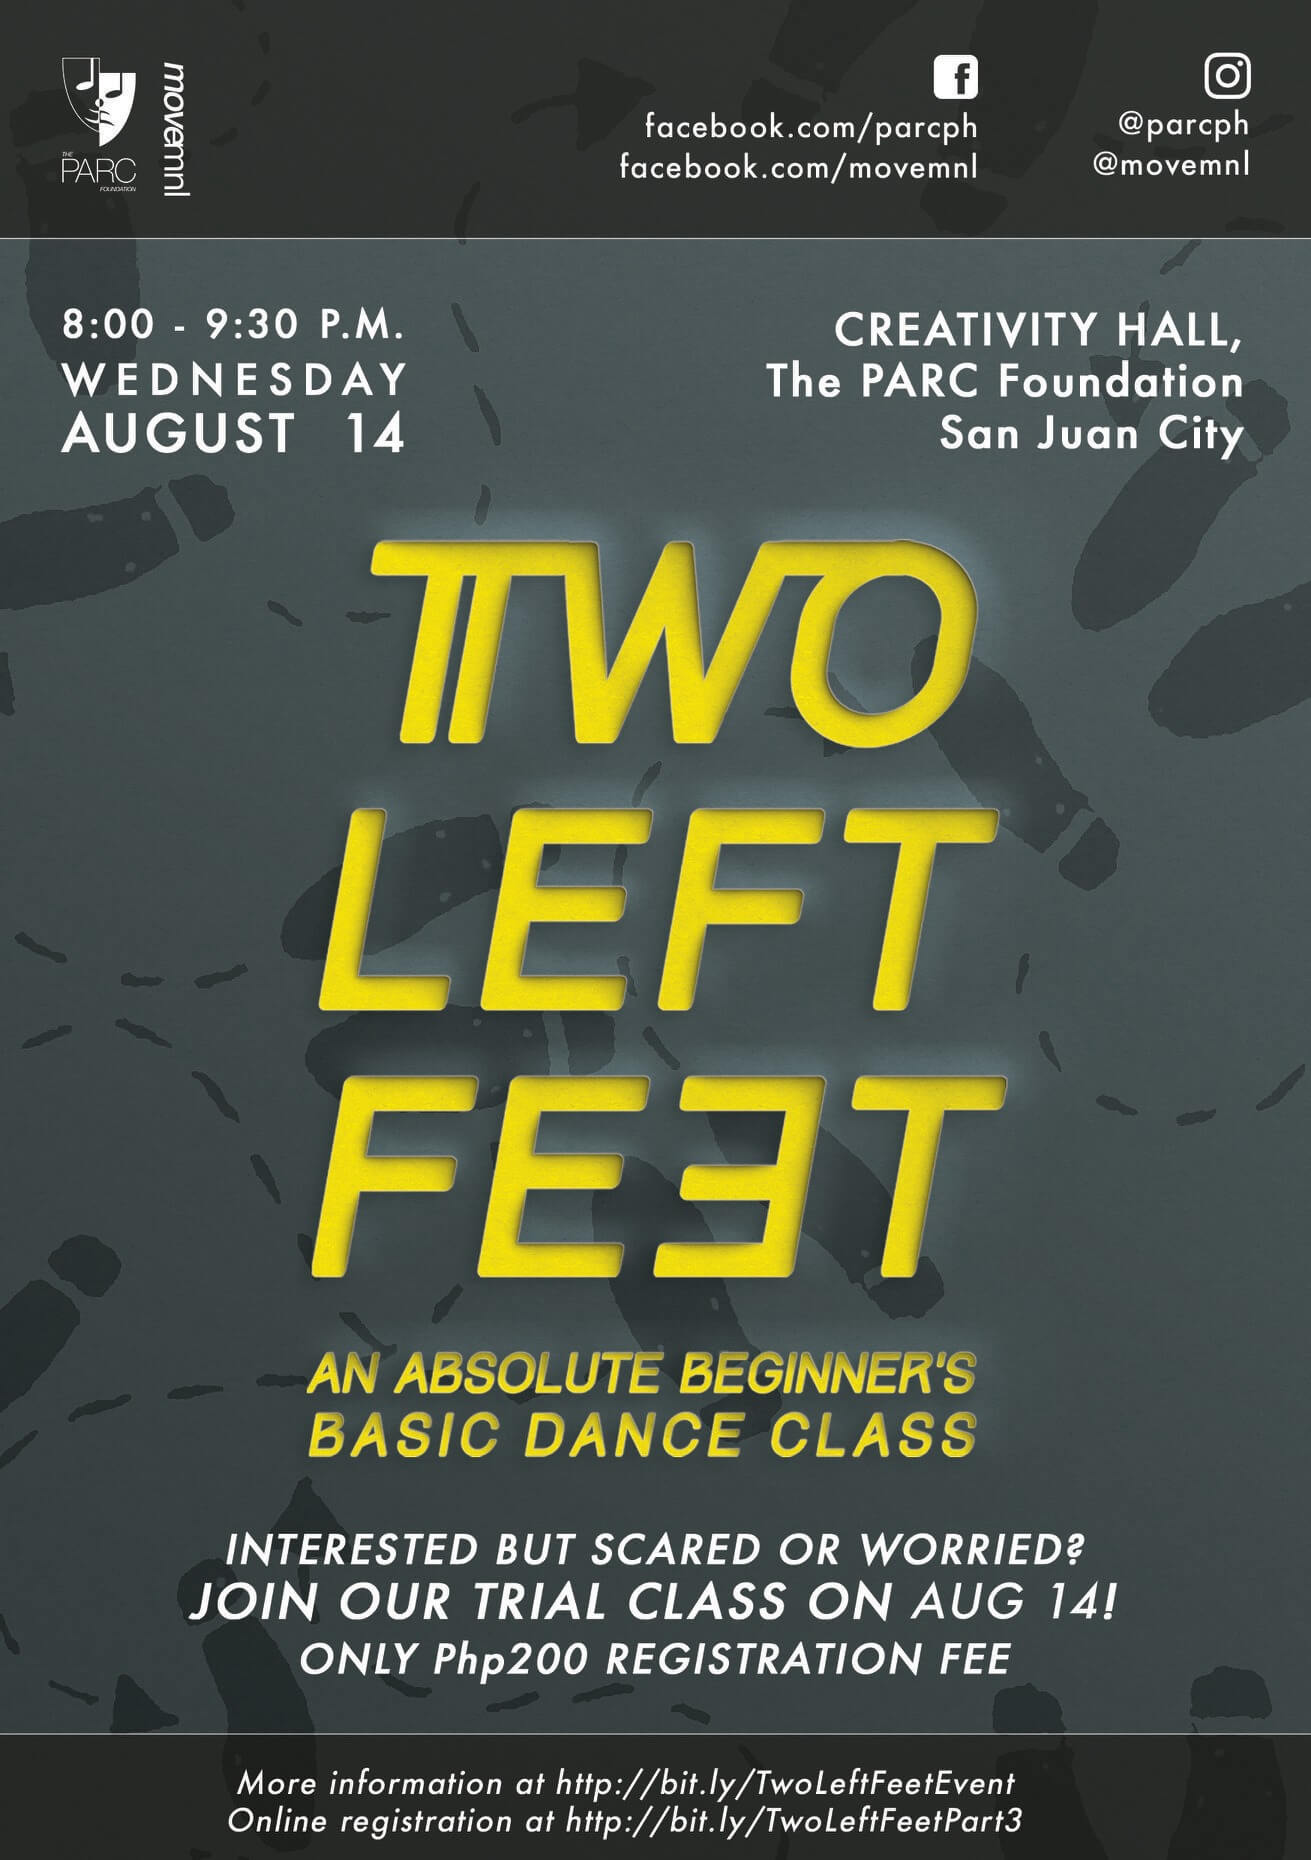 THE
PARC
FOUNDATION
movemnl
facebook.com/parcph
facebook.com/movemnl
@parcph
@movemnl
8:00 - 9:30 P.M.
WEDNESDAY
AUGUST 14
CREATIVITY HALL,
The PARC Foundation
San Juan City
TWO
LEFT
FEET
AN ABSOLUTE BEGINNER'S
BASIC DANCE CLASS
INTERESTED BUT SCARED OR WORRIED?
JOIN OUR TRIAL CLASS ON AUG 14!
ONLY Php200 REGISTRATION FEE
More information at http://bit.ly/TwoLeftFeetEvent
Online registration at http://bit.ly/TwoLeftFeetPart3